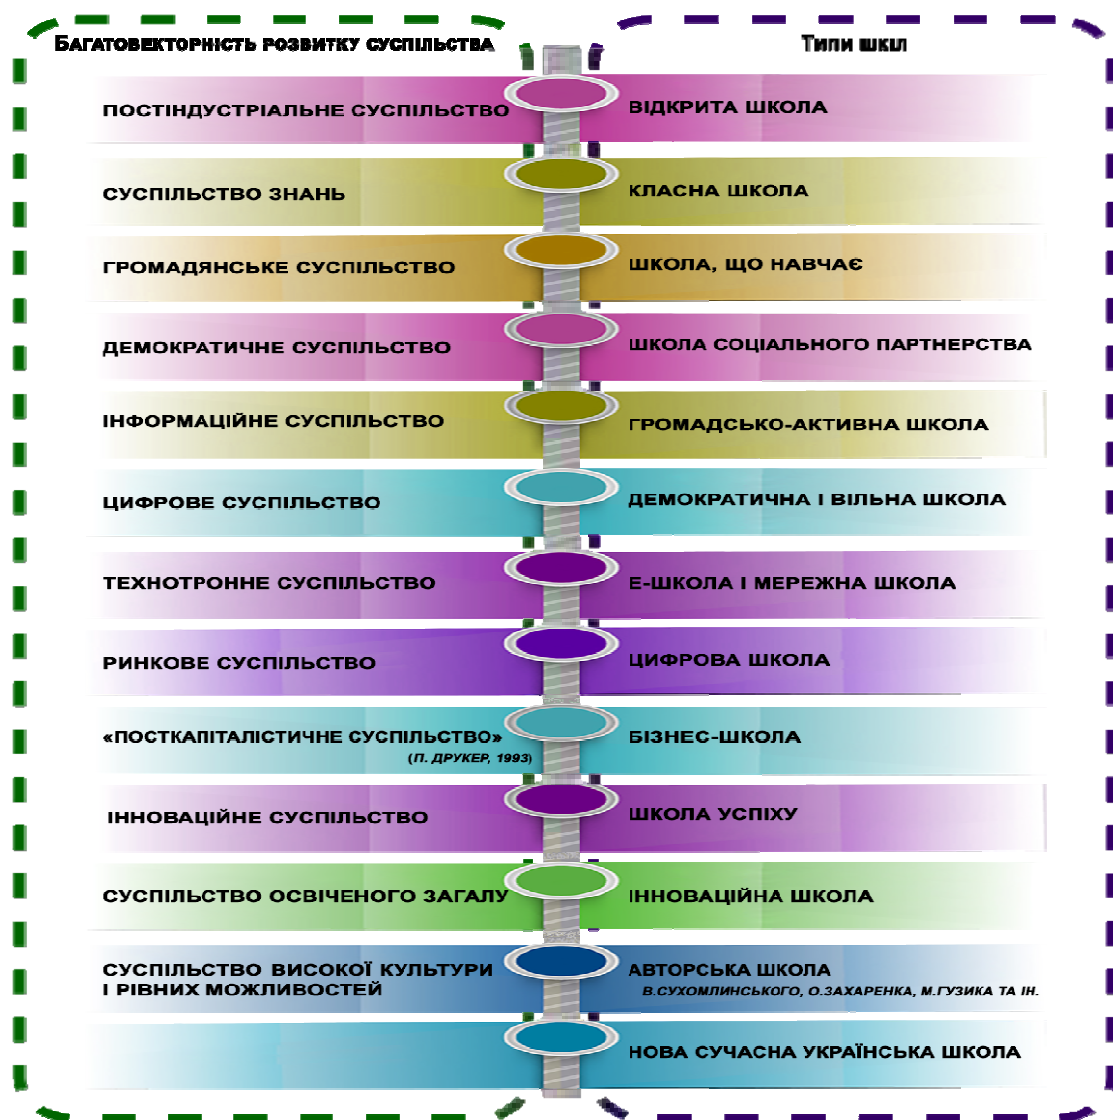 БАГАТОВЕКТОРНІСТЬ РОЗВИТКУ СУСПІЛЬСТВА
ТИПИ ШКІЛ
ПОСТІНДУСТРІАЛЬНЕ СУСПІЛЬСТВО
ВІДКРИТА ШКОЛА
СУСПІЛЬСТВО ЗНАНЬ
КЛАСНА ШКОЛА
ГРОМАДЯНСЬКЕ СУСПІЛЬСТВО
ШКОЛА, ЩО НАВЧАЄ
ДЕМОКРАТИЧНЕ СУСПІЛЬСТВО
ШКОЛА СОЦІАЛЬНОГО ПАРТНЕРСТВА
ІНФОРМАЦІЙНЕ СУСПІЛЬСТВО
ГРОМАДСЬКО-АКТИВНА ШКОЛА
ЦИФРОВЕ СУСПІЛЬСТВО
ДЕМОКРАТИЧНА І ВІЛЬНА ШКОЛА
ТЕХНОТРОННЕ СУСПІЛЬСТВО
Е-ШКОЛА І МЕРЕЖНА ШКОЛА
РИНКОВЕ СУСПІЛЬСТВО
ЦИФРОВА ШКОЛА
«ПОСТКАПІТАЛІСТИЧНЕ СУСПІЛЬСТВО»
(П. ДРУКЕР, 1993)
БІЗНЕС-ШКОЛА
ІННОВАЦІЙНЕ СУСПІЛЬСТВО
ШКОЛА УСПІХУ
СУСПІЛЬСТВО ОСВІЧЕНОГО ЗАГАЛУ
ІННОВАЦІЙНА ШКОЛА
СУСПІЛЬСТВО ВИСОКОЇ КУЛЬТУРИ
І РІВНИХ МОЖЛИВОСТЕЙ
АВТОРСЬКА ШКОЛА
В.СУХОМЛИНСЬКОГО, О.ЗАХАРЕНКА, М.ГУЗИКА ТА ІН.
НОВА СУЧАСНА УКРАЇНСЬКА ШКОЛА